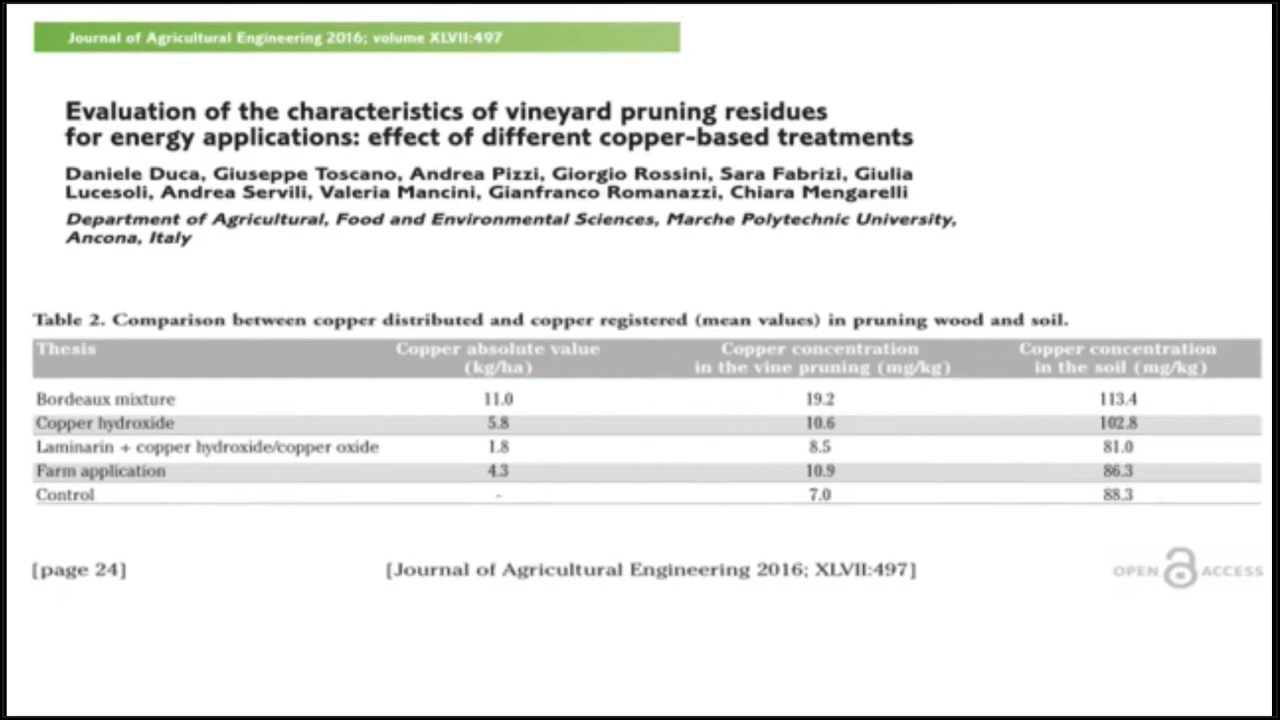 Journal of Agricultural Engineering 2016; volume XLVII:497
Evaluation of the characteristics of vineyard pruning residues
for energy applications: effect of different copper-based treatments
Daniele Duca, Giuseppe Toscano, Andrea Pizzi, Giorgio Rossini, Sara Fabrizi, Giulia
Lucesoli, Andrea Servili, Valeria Mancini, Gianfranco Romanazzi, Chiara Mengarelli
Department of Agricultural, Food and Environmental Sciences, Marche Polytechnic University,
Ancona, Italy
Table 2. Comparison between copper distributed and copper registered (mean values) in pruning wood and soil.
Thesis Copper absolute value Copper concentration Copper concentration
(kg/ha) in the vine pruning (mg/kg) in the soil (mg/kg)
Bordeaux mixture 11.0 19.2 113.4
Copper hydroxide 5.8 10.6 102.8
Laminarin + copper hydroxide/copper oxide 1.8 8.5 81.0
Farm application 4.3 10.9 86.3
Control - 7.0 88.3
[page 24] [Journal of Agricultural Engineering 2016; XLVII:497] OPEN ACCESS